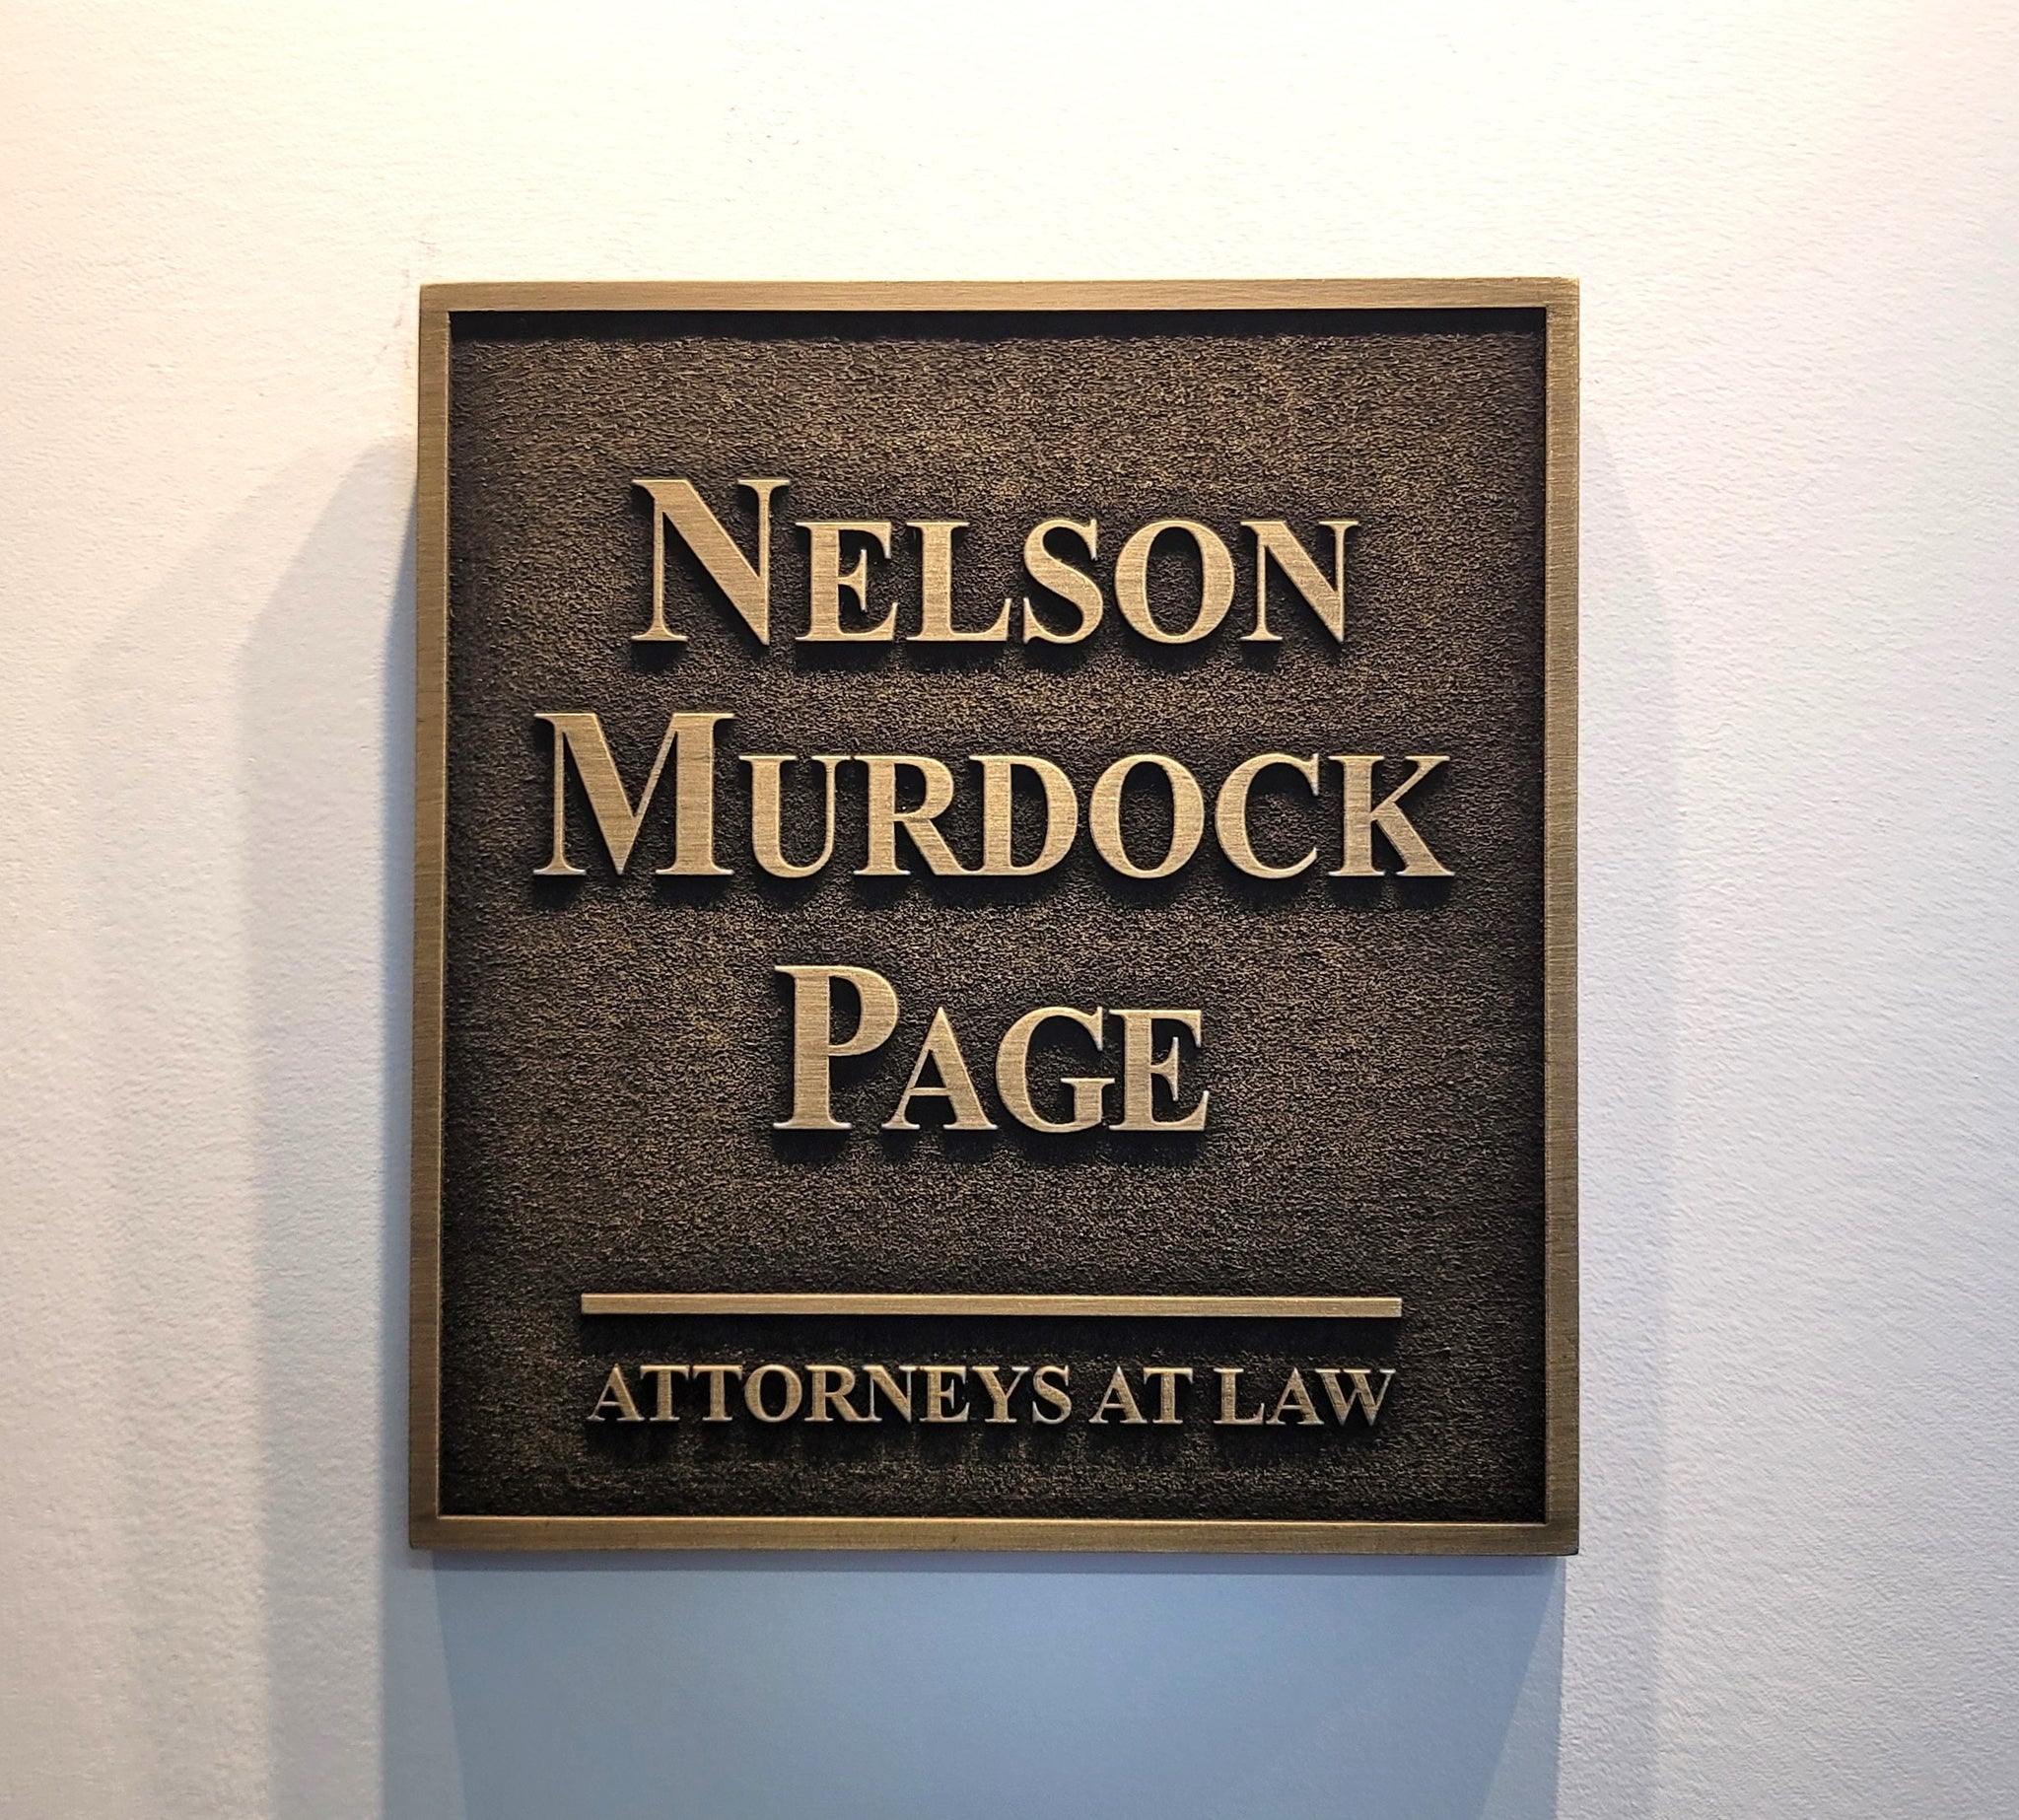 NELSON
MURDOCK
PAGE
ATTORNEYS AT LAW